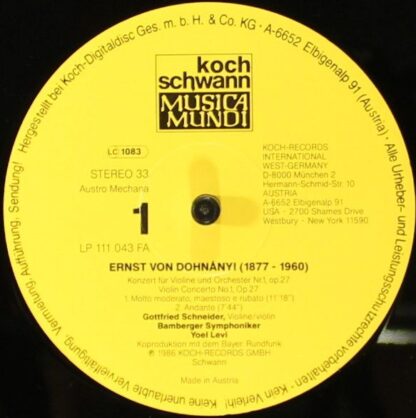 Hergestellt bei Koch-Digitaldisc Ges. m. b. H. & Co. KG · A-6652 Elbigenalp 91 (Austria) · Alle Urheber- und Leistungsschutzrechte vorbehalten · Kein Verleih! · Keine unerlaubte Vervielfältigung, Vermietung, Aufführung, Sendung!
koch
schwann
MUSICA
MUNDI
LC 1083
STEREO 33
Austro Mechana
1
LP 111 043 FA
KOCH-RECORDS
INTERNATIONAL
WEST-GERMANY
D-8000 München 2
Hermann-Schmid-Str. 10
AUSTRIA
A-6652 Elbigenalp 91
USA - 2700 Shames Drive
Westbury - New York 11590
ERNST VON DOHNÁNYI (1877 - 1960)
Konzert für Violine und Orchester Nr.1, op.27
Violin Concerto No.1, Op.27
1. Molto moderato, maestoso e rubato (11'18")
2. Andante (7'44")
Gottfried Schneider, Violine/violin
Bamberger Symphoniker
Yoel Levi
Koproduktion mit dem Bayer. Rundfunk
℗ 1986 KOCH-RECORDS GMBH
Schwann
Made in Austria